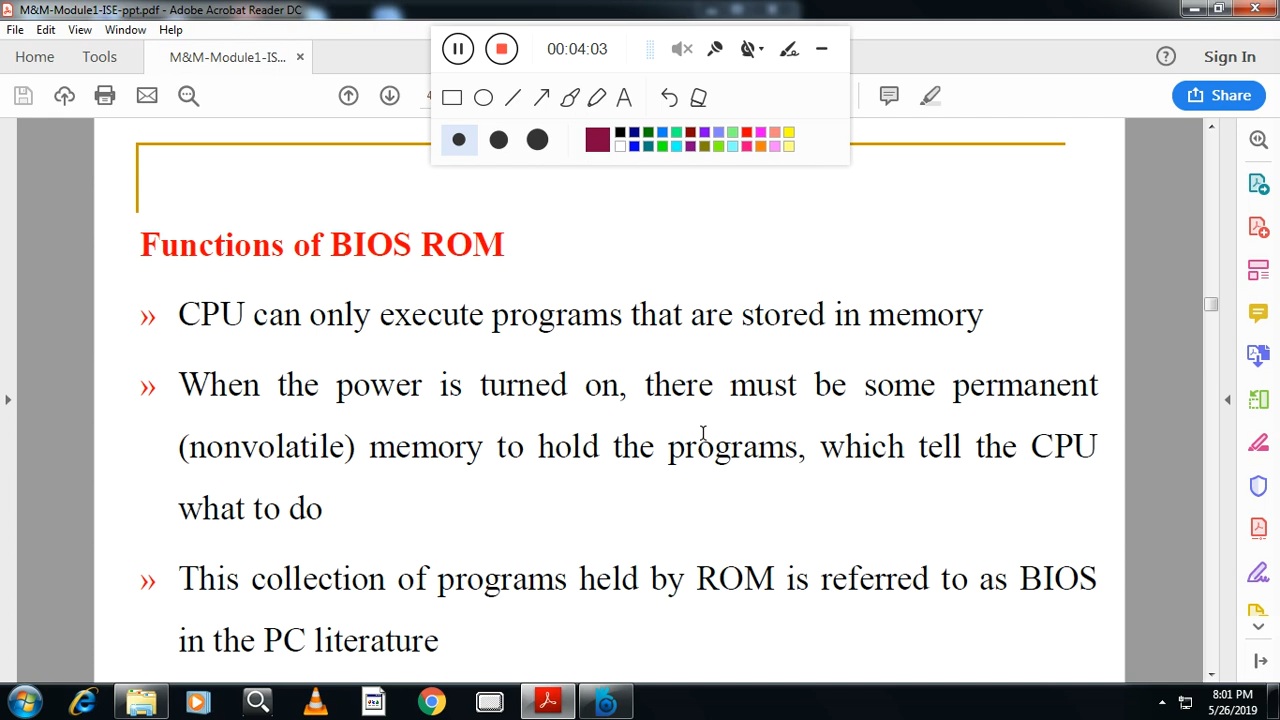 M&M-Module1-ISE-ppt.pdf - Adobe Acrobat Reader DC
File Edit View Window Help
Home Tools M&M-Module1-IS... × Sign In
00:04:03
Share
Functions of BIOS ROM
» CPU can only execute programs that are stored in memory
» When the power is turned on, there must be some permanent
(nonvolatile) memory to hold the programs, which tell the CPU
what to do
» This collection of programs held by ROM is referred to as BIOS
in the PC literature
8:01 PM
5/26/2019